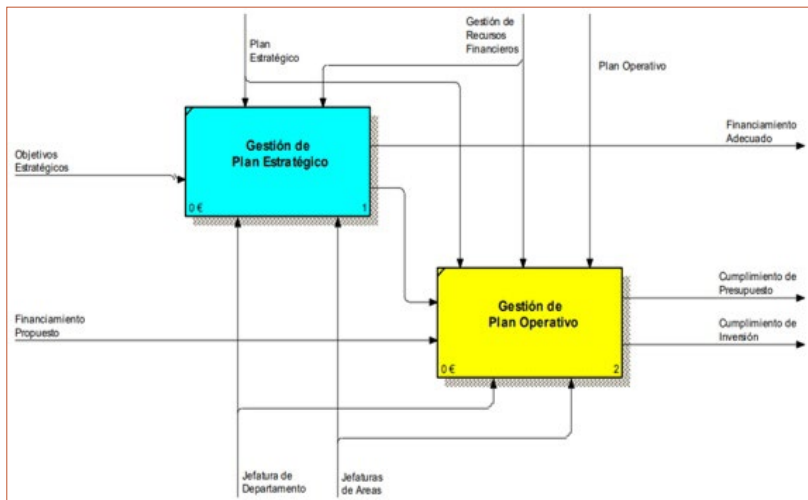 Plan
Estratégico
Gestión de
Recursos
Financieros
Plan Operativo
Gestión de
Plan Estratégico
0 €
1
Financiamiento
Adecuado
Objetivos
Estratégicos
Gestión de
Plan Operativo
0 €
2
Cumplimiento de
Presupuesto
Financiamiento
Propuesto
Cumplimiento de
Inversión
Jefatura de
Departamento
Jefaturas
de Areas